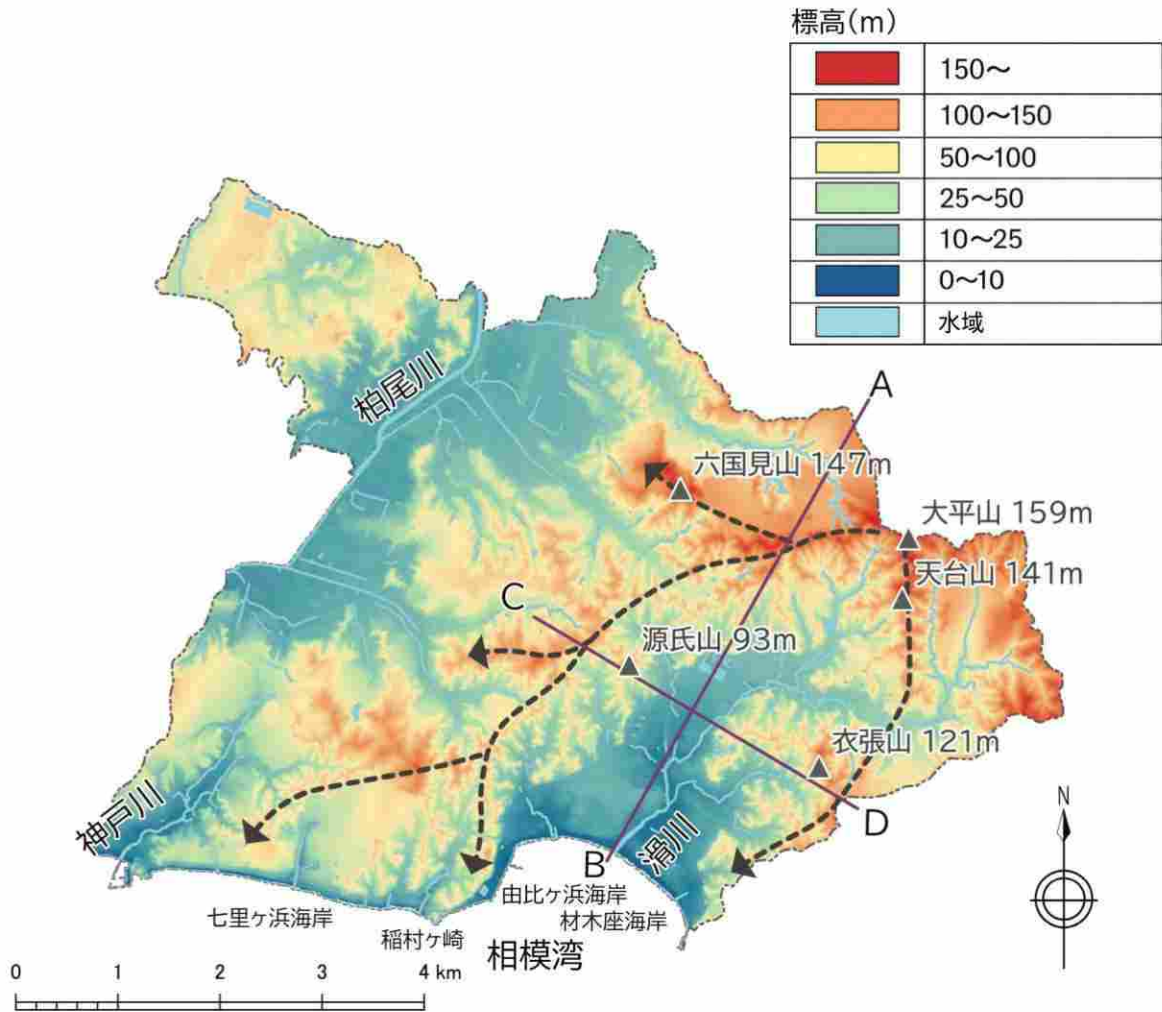 標高(m)
150～
100～150
50～100
25～50
10～25
0～10
水域
A
柏尾川
六国見山 147m
大平山 159m
天台山 141m
C
源氏山 93m
衣張山 121m
D
N
神戸川
B
滑川
七里ヶ浜海岸
稲村ヶ崎
由比ヶ浜海岸
材木座海岸
相模湾
0 1 2 3 4 km